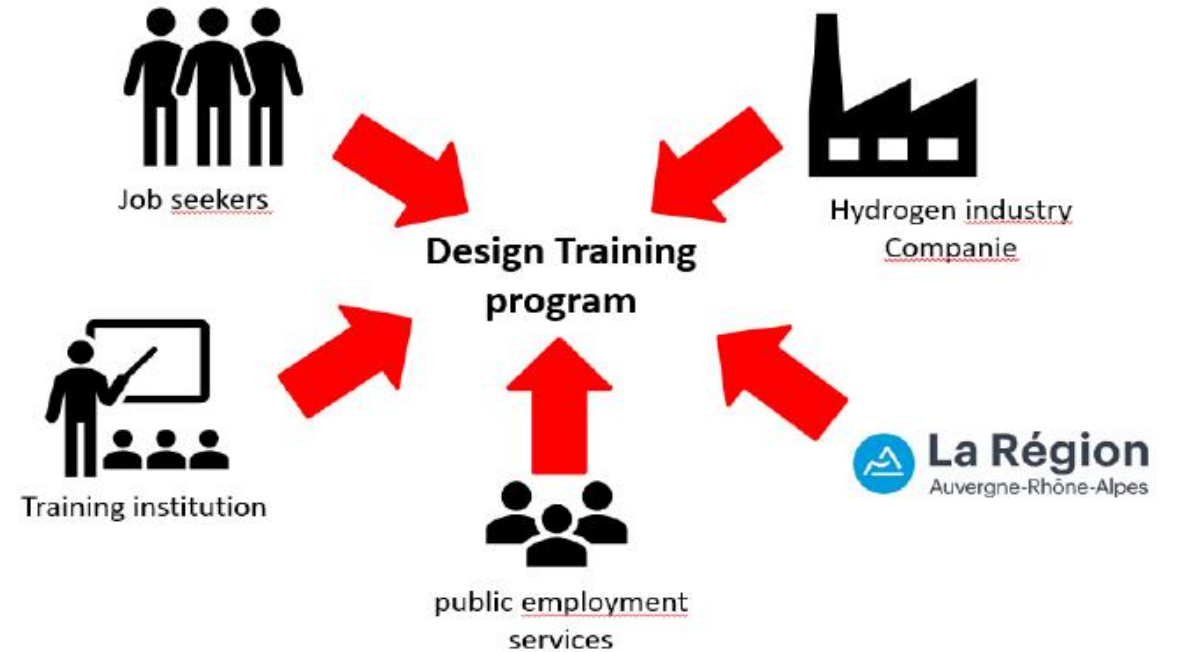 Job seekers
Hydrogen industry
Companie
Design Training
program
Training institution
La Région
Auvergne-Rhône-Alpes
public employment
services